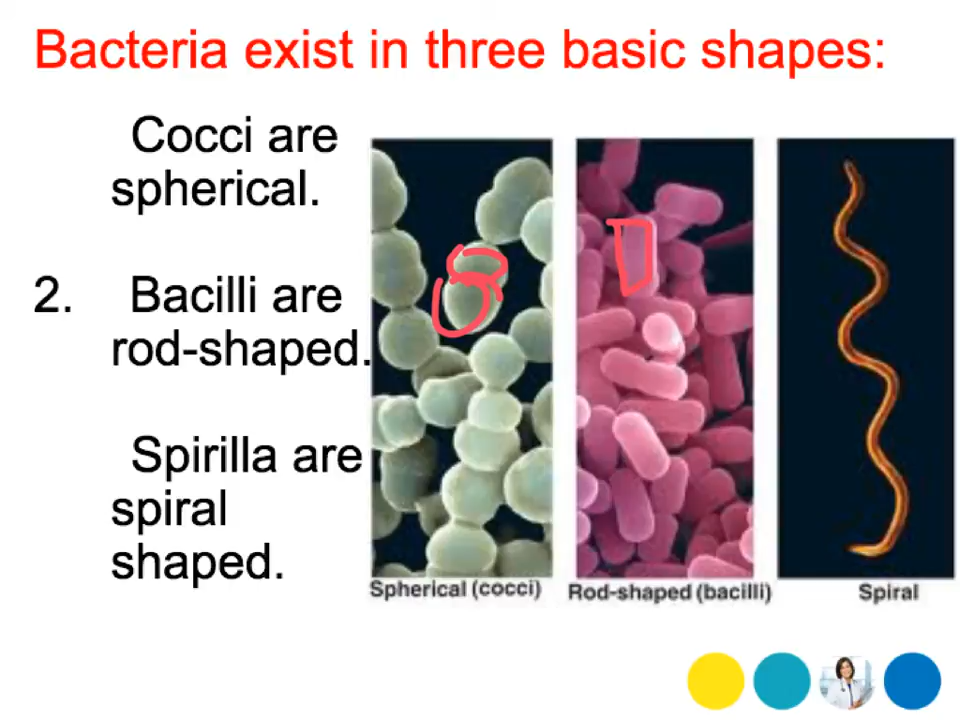 Bacteria exist in three basic shapes:
Cocci are
spherical.
2. Bacilli are
rod-shaped.
Spirilla are
spiral
shaped.
Spherical (cocci)
Rod-shaped (bacilli)
Spiral